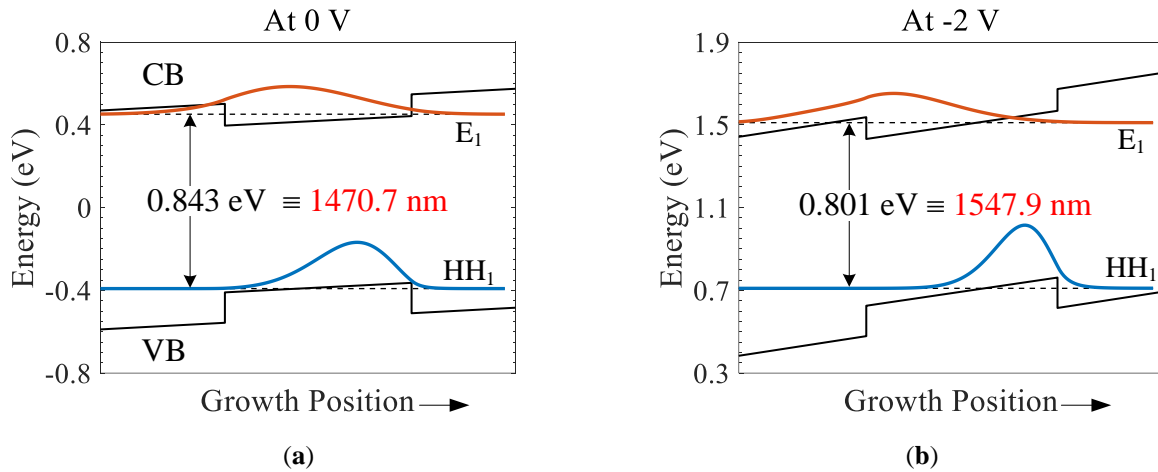 At 0 V
0.8
0.4
0
-0.4
-0.8
Energy (eV)
CB
E1
0.843 eV ≡ 1470.7 nm
HH1
VB
Growth Position
(a)
At -2 V
1.9
1.5
1.1
0.7
0.3
Energy (eV)
E1
0.801 eV ≡ 1547.9 nm
HH1
Growth Position
(b)